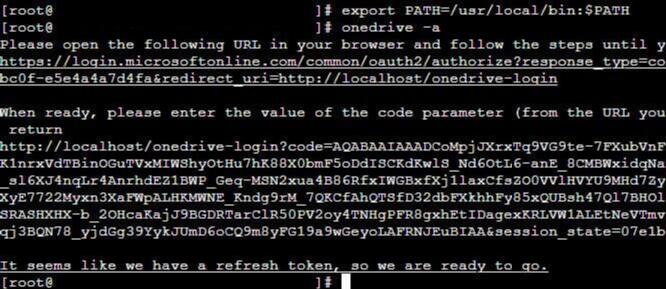 [root@ ]# export PATH=/usr/local/bin:$PATH
[root@ ]# onedrive -a
Please open the following URL in your browser and follow the steps until y
https://login.microsoftonline.com/common/oauth2/authorize?response_type=co
bc0f-e5e4a4a7d4fa&redirect_uri=http://localhost/onedrive-login
When ready, please enter the value of the code parameter (from the URL you
return
http://localhost/onedrive-login?code=AQABAAIAAADCoMpjJXrxTq9VG9te-7FXubVnF
K1nrxVdTBinOGuTVxMIWShyOtHu7hK88X0bmF5oDdISCKdKwlS_Nd6OtL6-anE_8CMBWxidqNa
_sl6XJ4nqLr4AnrhdEZ1BWP_Geq-MSN2xua4B86RfxIWGBxfXj1laxCfsZO0VVlHVYU9MHd7Zy
XyE7722Myxn3XaFWpALHKMWNE_Kndg9rM_7QKCfAhQTSfD32dbFXkhhFy85xQUBsh47Ql7BHOl
SRASHXHX-b_2OHcaKajJ9BGDRTarClR50PV2oy4TNHgPFR8gxhEtIDagexKRLVW1ALEtNeVTmv
qj3BQN78_yjdGg39YykJUmD6oCQ9m8yFG19a9wGeyoLAFRNJEuBIAA&session_state=07e1b
It seems like we have a refresh token, so we are ready to go.
[root@ ]#